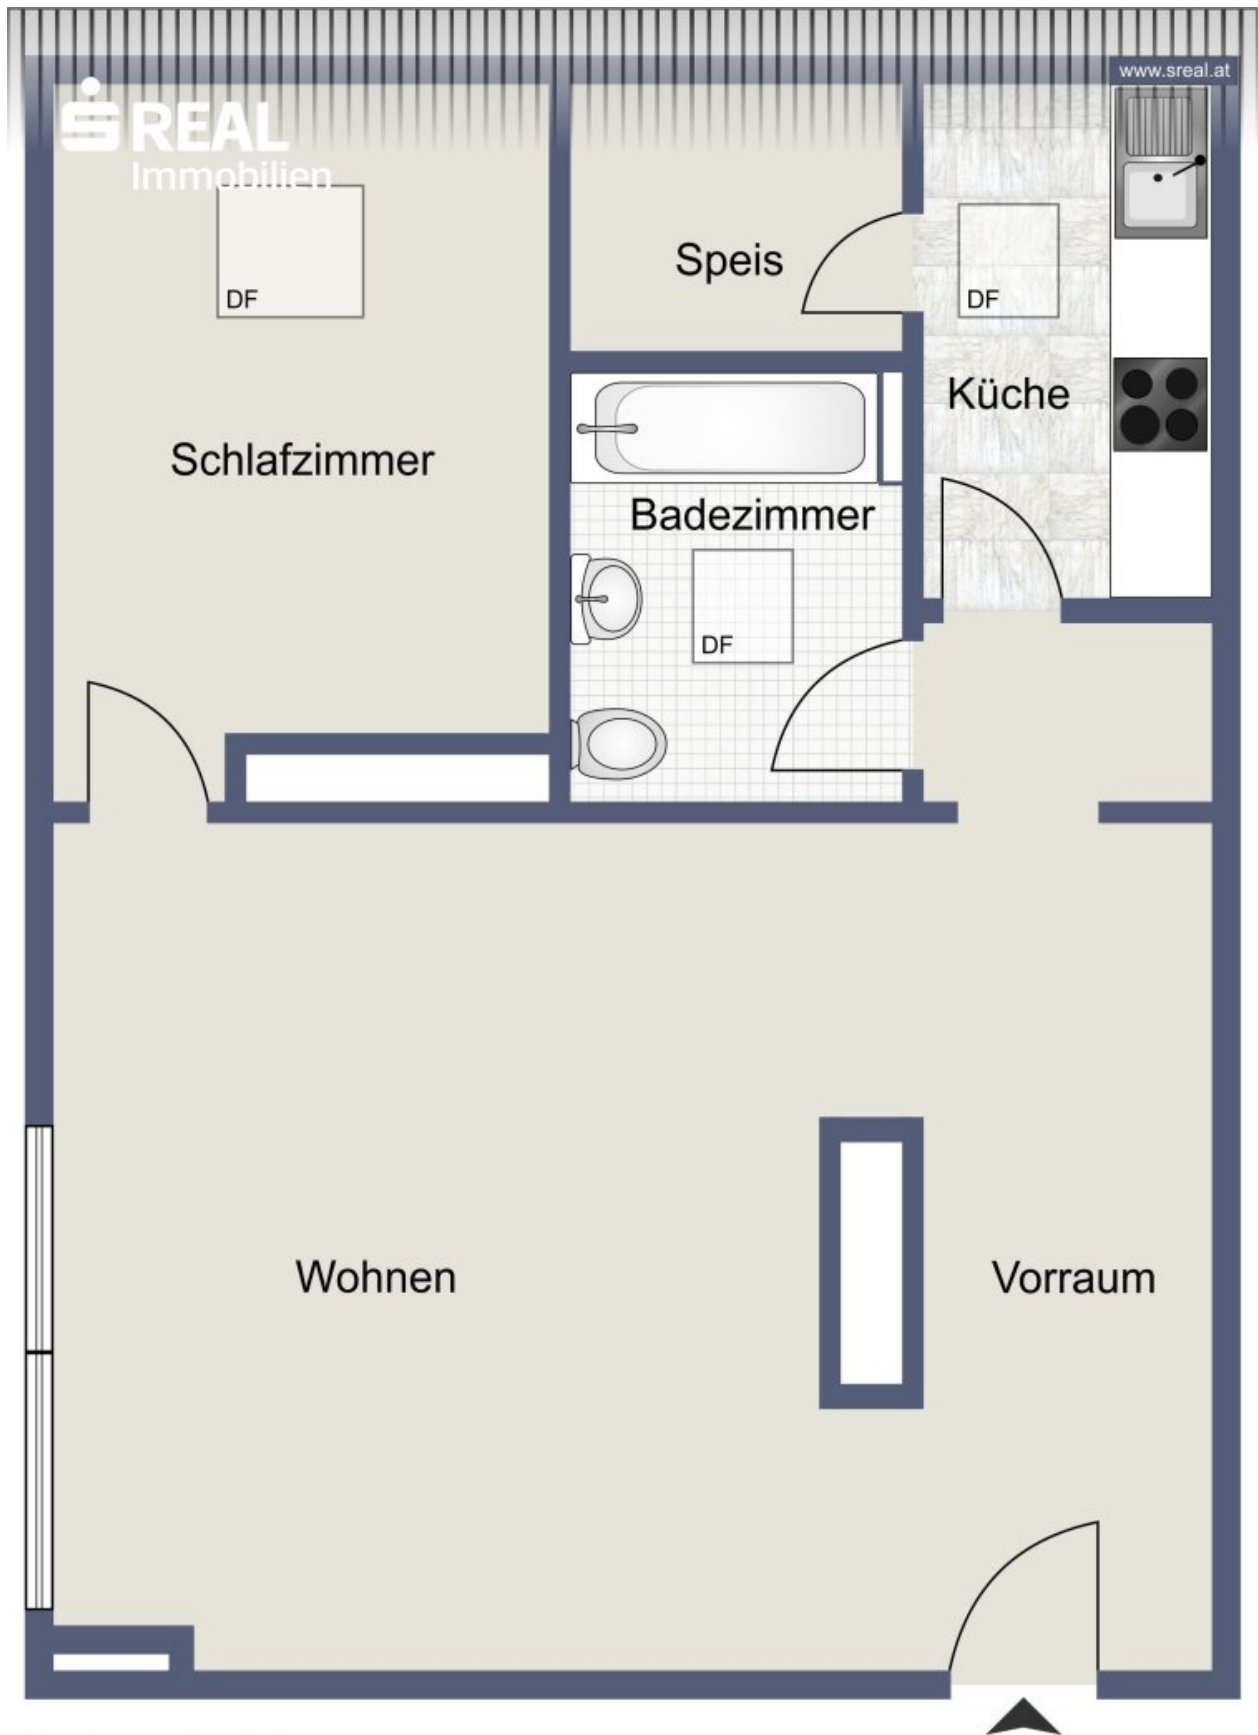 www.sreal.at
S REAL
Immobilien
Speis
DF
DF
Küche
Schlafzimmer
Badezimmer
DF
Wohnen
Vorraum